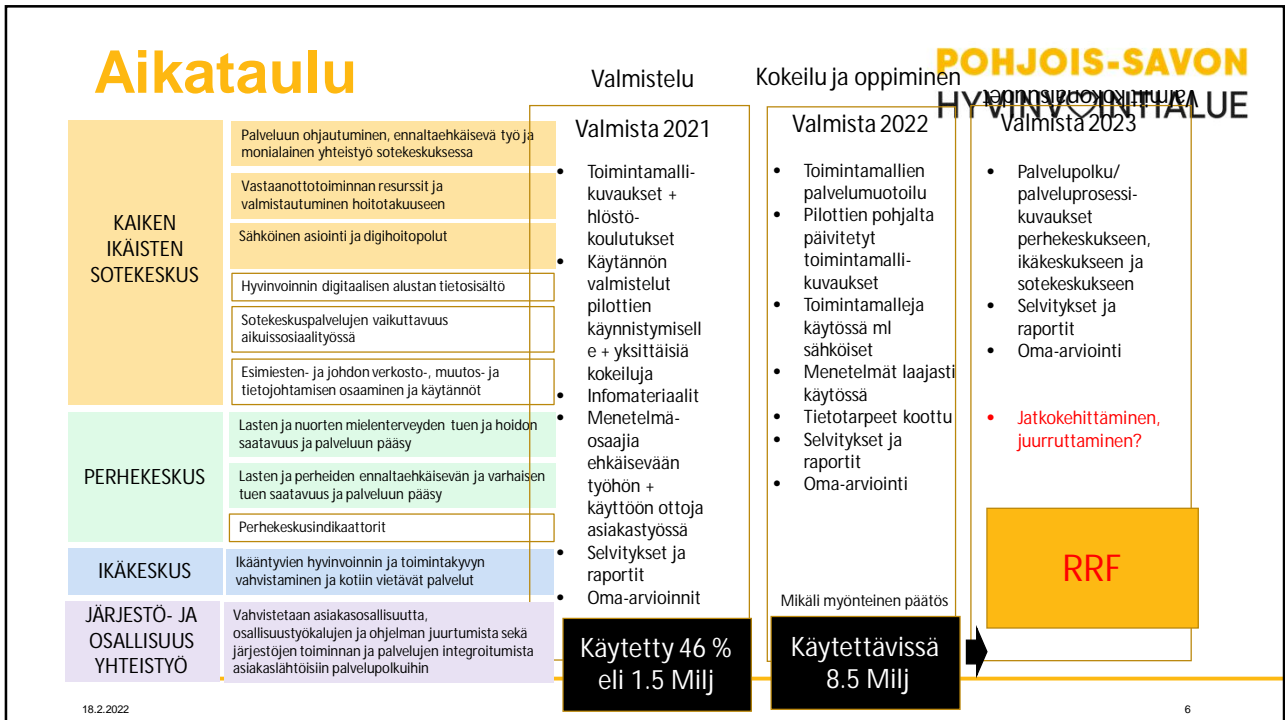 Aikataulu
POHJOIS-SAVON
HYVINVOINTIALUE
KAIKEN
IKÄISTEN
SOTEKESKUS
Palveluun ohjautuminen, ennaltaehkäisevä työ ja
monialainen yhteistyö sotekeskuksessa
Vastaanottotoiminnan resurssit ja
valmistautuminen hoitotakuuseen
Sähköinen asiointi ja digihoitopolut
Hyvinvoinnin digitaalisen alustan tietosisältö
Sotekeskuspalvelujen vaikuttavuus
aikuissosiaalityössä
Esimiesten- ja johdon verkosto-, muutos- ja
tietojohtamisen osaaminen ja käytännöt
PERHEKESKUS
Lasten ja nuorten mielenterveyden tuen ja hoidon
saatavuus ja palveluun pääsy
Lasten ja perheiden ennaltaehkäisevän ja varhaisen
tuen saatavuus ja palveluun pääsy
Perhekeskusindikaattorit
IKÄKESKUS
Ikääntyvien hyvinvoinnin ja toimintakyvyn
vahvistaminen ja kotiin vietävät palvelut
JÄRJESTÖ- JA
OSALLISUUS
YHTEISTYÖ
Vahvistetaan asiakasosallisuutta,
osallisuustyökalujen ja ohjelman juurtumista sekä
järjestöjen toiminnan ja palvelujen integroitumista
asiakaslähtöisiin palvelupolkuihin
Valmistelu
Valmista 2021
• Toimintamalli-
kuvaukset +
hlöstö-
koulutukset
• Käytännön
valmistelut
pilottien
käynnistymisell
e + yksittäisiä
kokeiluja
• Infomateriaalit
• Menetelmä-
osaajia
ehkäisevään
työhön +
käyttöön ottoja
asiakastyössä
• Selvitykset ja
raportit
• Oma-arvioinnit
Käytetty 46 %
eli 1.5 Milj
Kokeilu ja oppiminen
Valmista 2022
• Toimintamallien
palvelumuotoilu
• Pilottien pohjalta
päivitetyt
toimintamalli-
kuvaukset
• Toimintamalleja
käytössä ml
sähköiset
• Menetelmät laajasti
käytössä
• Tietotarpeet koottu
• Selvitykset ja
raportit
• Oma-arviointi
Mikäli myönteinen päätös
Käytettävissä
8.5 Milj
Valmiit kokonaisuudet
Valmista 2023
• Palvelupolku/
palveluprosessi-
kuvaukset
perhekeskukseen,
ikäkeskukseen ja
sotekeskukseen
• Selvitykset ja
raportit
• Oma-arviointi
• Jatkokehittäminen,
juurruttaminen?
RRF
18.2.2022
6